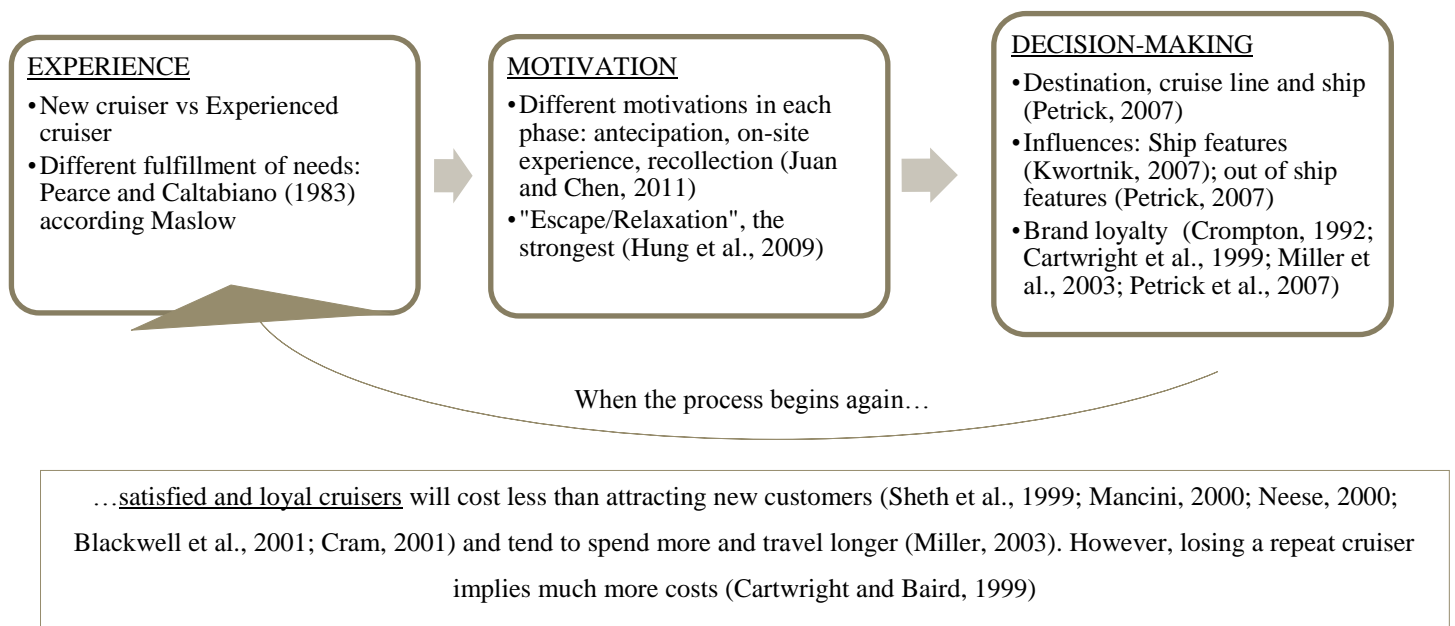 EXPERIENCE
•New cruiser vs Experienced
cruiser
•Different fulfillment of needs:
Pearce and Caltabiano (1983)
according Maslow
MOTIVATION
•Different motivations in each
phase: antecipation, on-site
experience, recollection (Juan
and Chen, 2011)
•"Escape/Relaxation", the
strongest (Hung et al., 2009)
DECISION-MAKING
•Destination, cruise line and ship
(Petrick, 2007)
•Influences: Ship features
(Kwortnik, 2007); out of ship
features (Petrick, 2007)
•Brand loyalty (Crompton, 1992;
Cartwright et al., 1999; Miller et
al., 2003; Petrick et al., 2007)
When the process begins again…
…satisfied and loyal cruisers will cost less than attracting new customers (Sheth et al., 1999; Mancini, 2000; Neese, 2000;
Blackwell et al., 2001; Cram, 2001) and tend to spend more and travel longer (Miller, 2003). However, losing a repeat cruiser
implies much more costs (Cartwright and Baird, 1999)